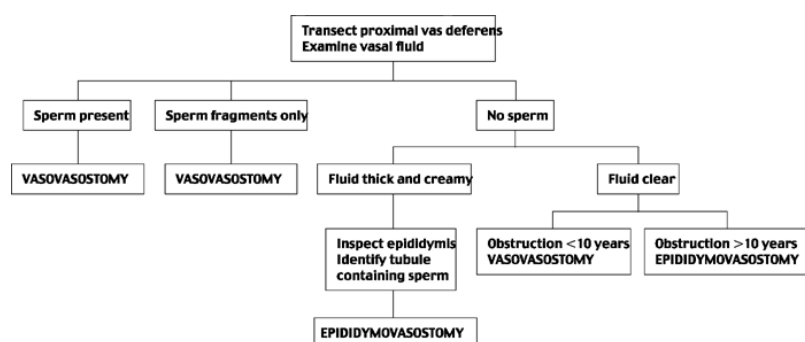 Transect proximal vas deferens
Examine vasal fluid
Sperm present
Sperm fragments only
No sperm
VASOVASOSTOMY
VASOVASOSTOMY
Fluid thick and creamy
Fluid clear
Inspect epididymis
Identify tubule
containing sperm
Obstruction <10 years
VASOVASOSTOMY
Obstruction >10 years
EPIDIDYMOVASOSTOMY
EPIDIDYMOVASOSTOMY